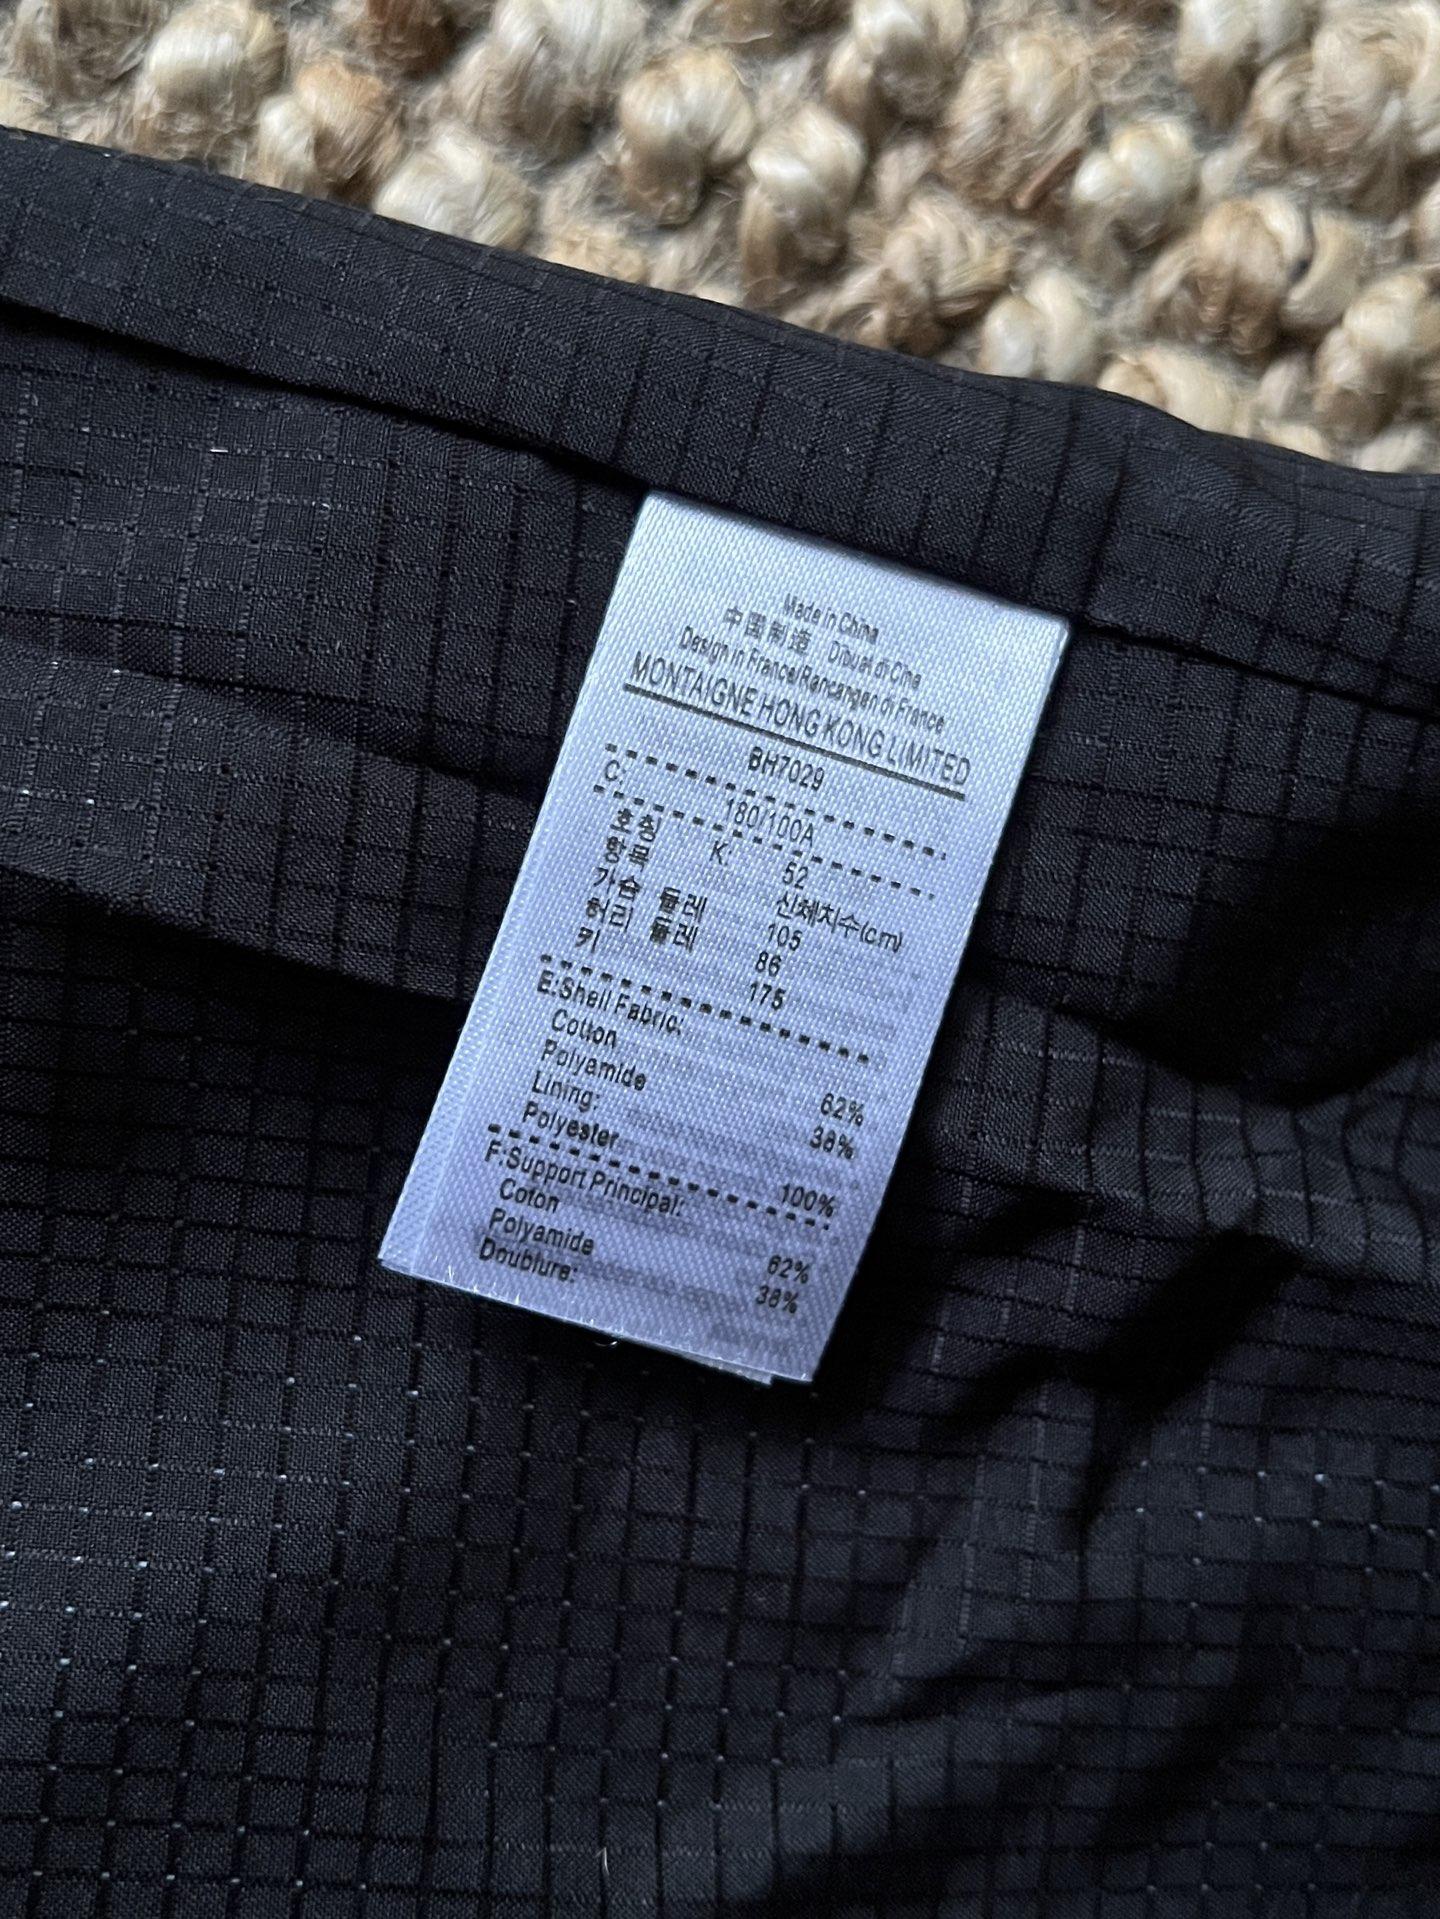 Made in China
中国制造 Dibuat di Cina
Design in France/Rancangan di France
MONTAIGNE HONG KONG LIMITED
BH7029
C: 180/100A
호칭 K: 52
항목 신체치수(cm)
가슴 둘레 105
허리 둘레 86
키 175
E:Shell Fabric:
Cotton 62%
Polyamide 38%
Lining:
Polyester 100%
F:Support Principal:
Coton 62%
Polyamide 38%
Doublure: